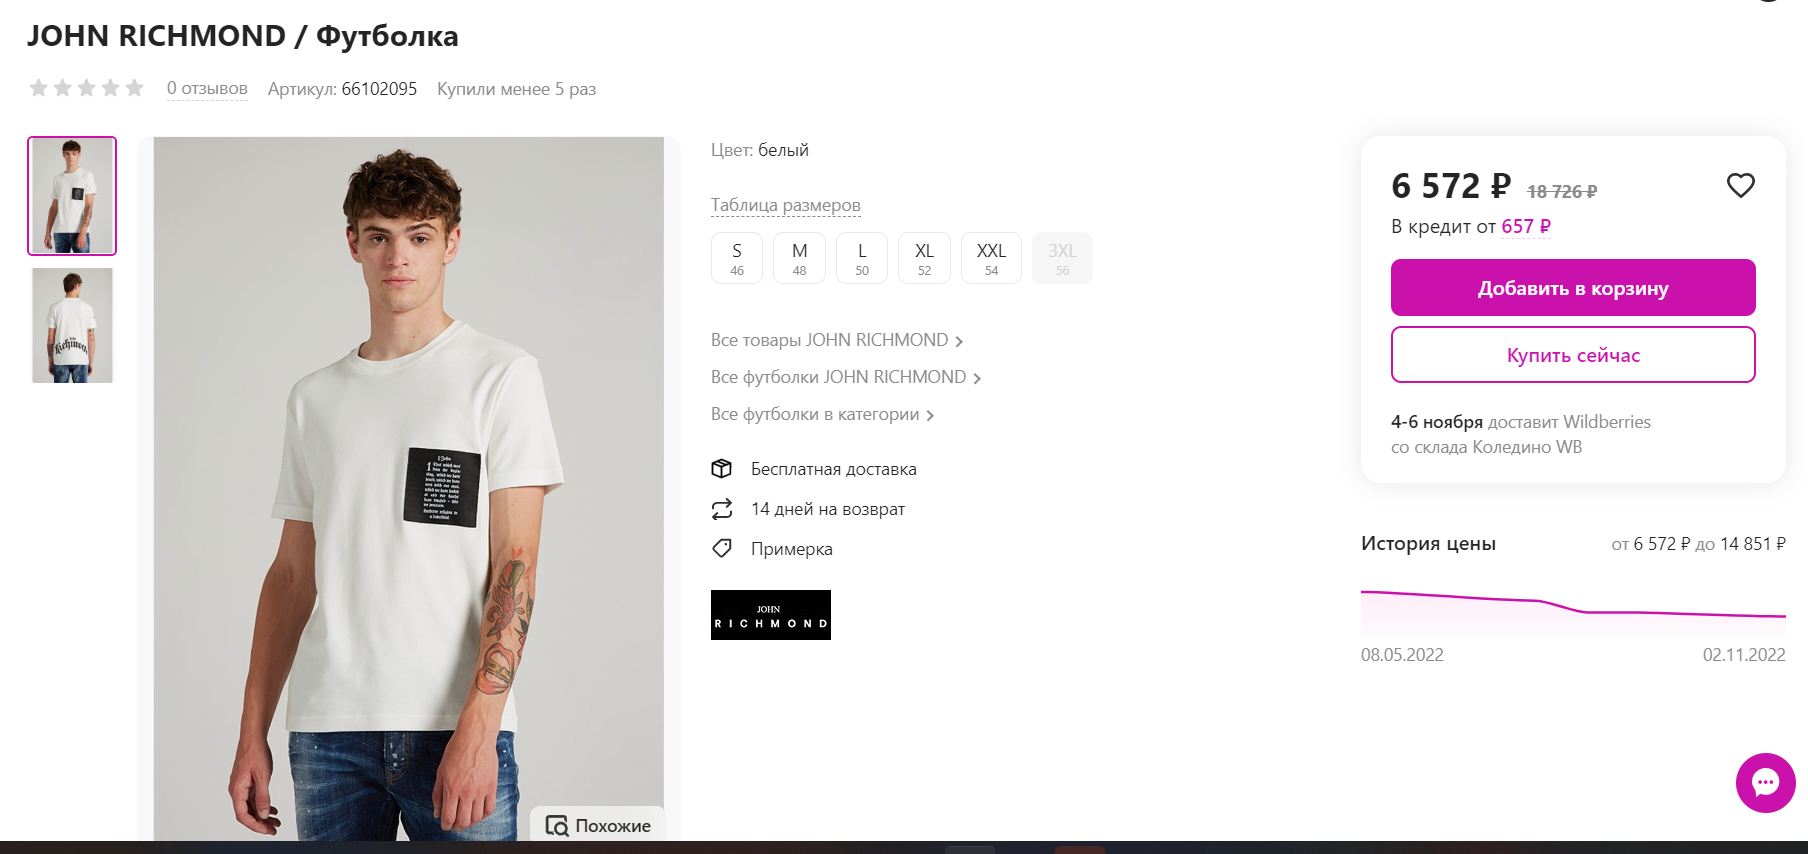 JOHN RICHMOND / Футболка
0 отзывов Артикул: 66102095 Купили менее 5 раз
Цвет: белый
Таблица размеров
S M L XL XXL 3XL
46 48 50 52 54 56
Все товары JOHN RICHMOND
Все футболки JOHN RICHMOND
Все футболки в категории
Бесплатная доставка
14 дней на возврат
Примерка
JOHN
RICHMOND
Похожие
6 572 ₽ 18 726 ₽
В кредит от 657 ₽
Добавить в корзину
Купить сейчас
4-6 ноября доставит Wildberries
со склада Коледино WB
История цены от 6 572 ₽ до 14 851 ₽
08.05.2022 02.11.2022
1 John
Richmond